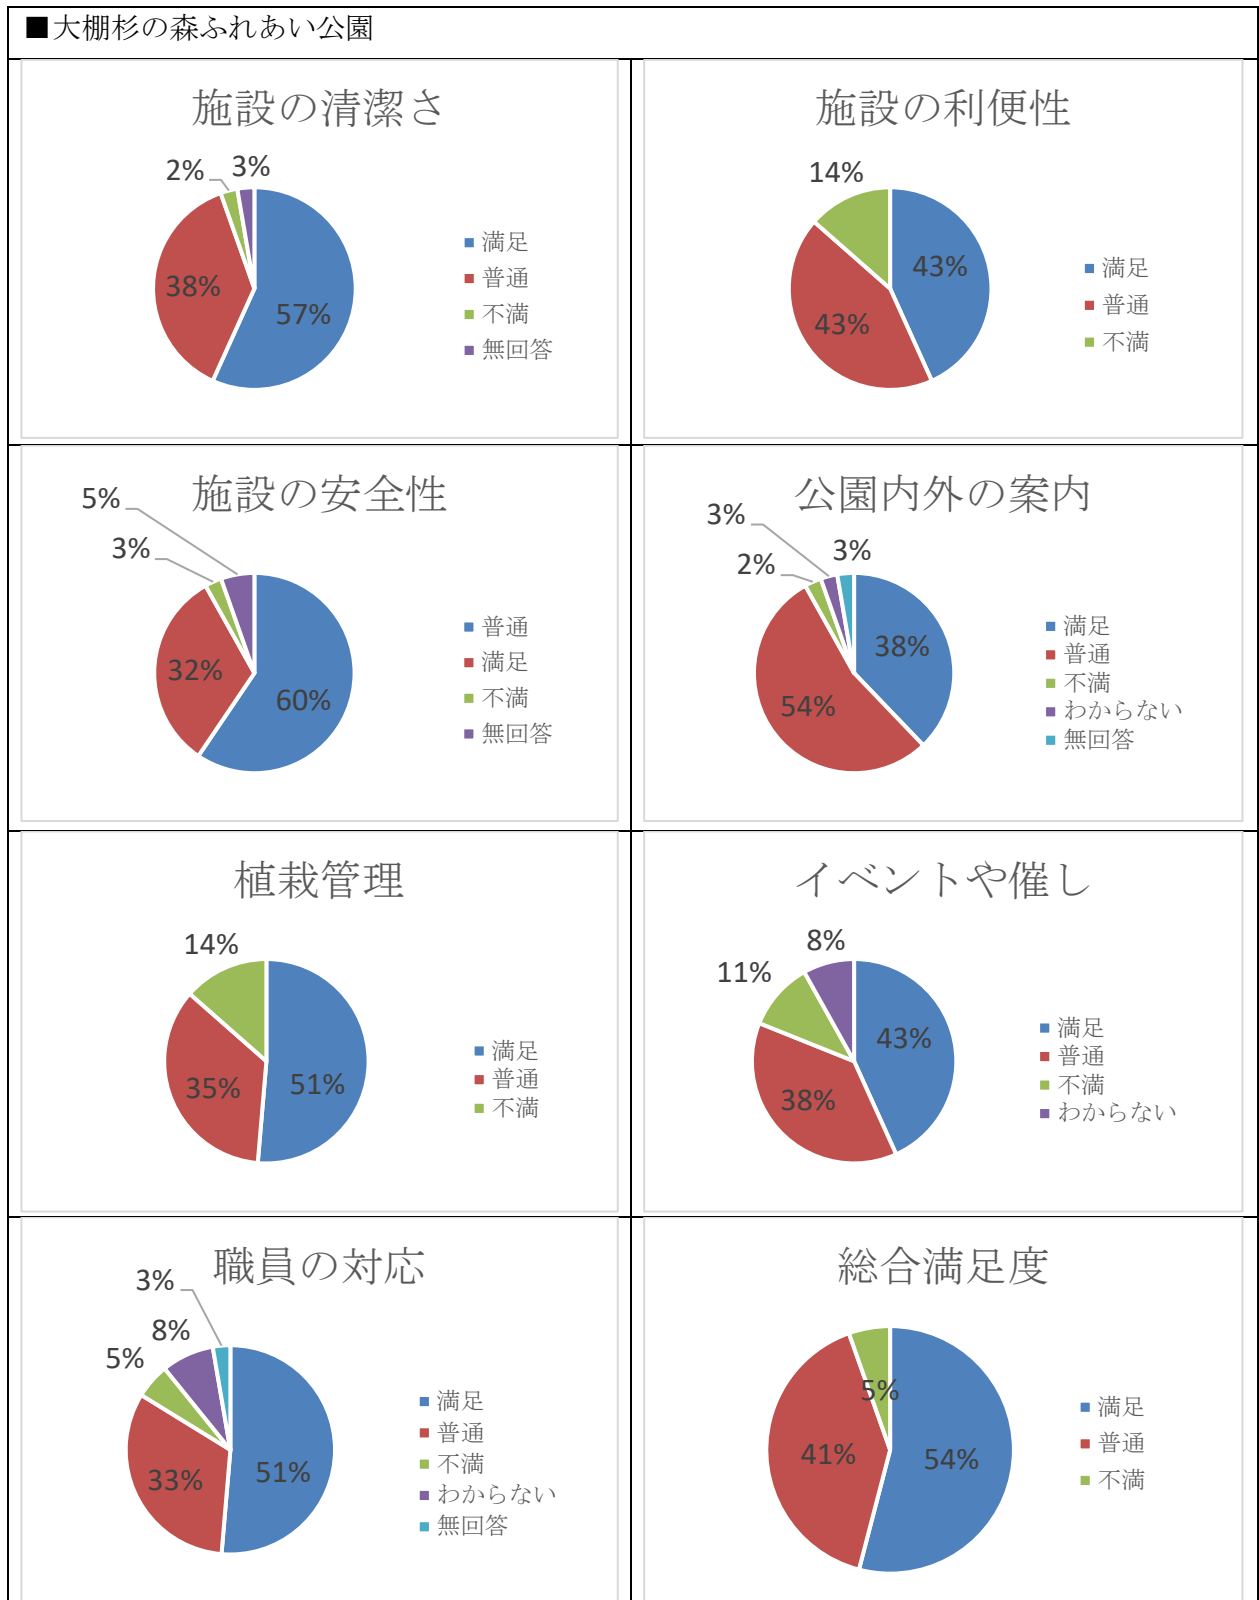 ■大棚杉の森ふれあい公園
施設の清潔さ
2%
3%
38%
57%
満足
普通
不満
無回答
施設の利便性
14%
43%
43%
満足
普通
不満
施設の安全性
5%
3%
32%
60%
普通
満足
不満
無回答
公園内外の案内
3%
3%
2%
38%
54%
満足
普通
不満
わからない
無回答
植栽管理
14%
35%
51%
満足
普通
不満
イベントや催し
8%
11%
43%
38%
満足
普通
不満
わからない
職員の対応
3%
8%
5%
33%
51%
満足
普通
不満
わからない
無回答
総合満足度
5%
41%
54%
満足
普通
不満